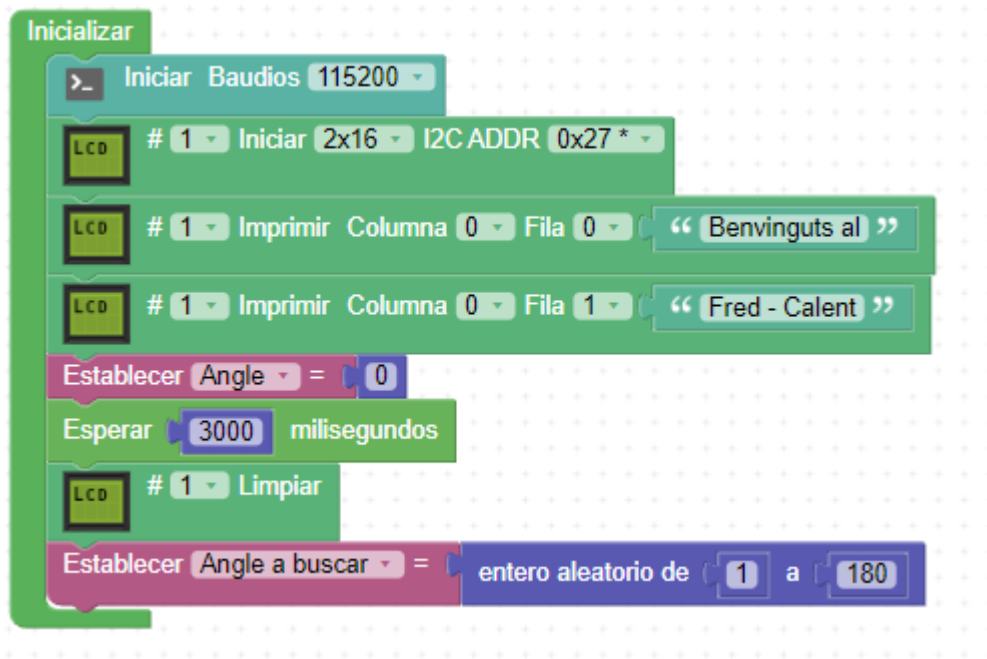 Inicializar
>_ Iniciar Baudios 115200
LCD # 1 Iniciar 2x16 I2C ADDR 0x27 *
LCD # 1 Imprimir Columna 0 Fila 0 “ Benvinguts al ”
LCD # 1 Imprimir Columna 0 Fila 1 “ Fred - Calent ”
Establecer Angle = 0
Esperar 3000 milisegundos
LCD # 1 Limpiar
Establecer Angle a buscar = entero aleatorio de 1 a 180